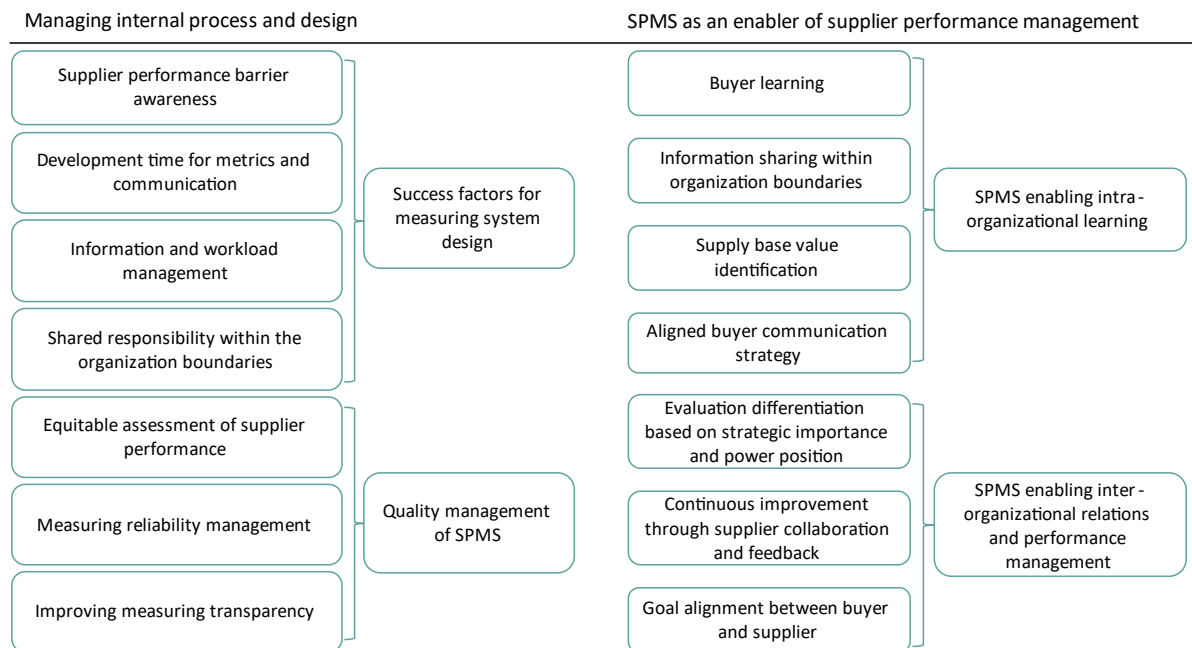 Managing internal process and design
Supplier performance barrier
awareness
Development time for metrics and
communication
Information and workload
management
Shared responsibility within the
organization boundaries
Success factors for
measuring system
design
Equitable assessment of supplier
performance
Measuring reliability management
Improving measuring transparency
Quality management
of SPMS
SPMS as an enabler of supplier performance management
Buyer learning
Information sharing within
organization boundaries
Supply base value
identification
Aligned buyer communication
strategy
SPMS enabling intra-
organizational learning
Evaluation differentiation
based on strategic importance
and power position
Continuous improvement
through supplier collaboration
and feedback
Goal alignment between buyer
and supplier
SPMS enabling inter-
organizational relations
and performance
management